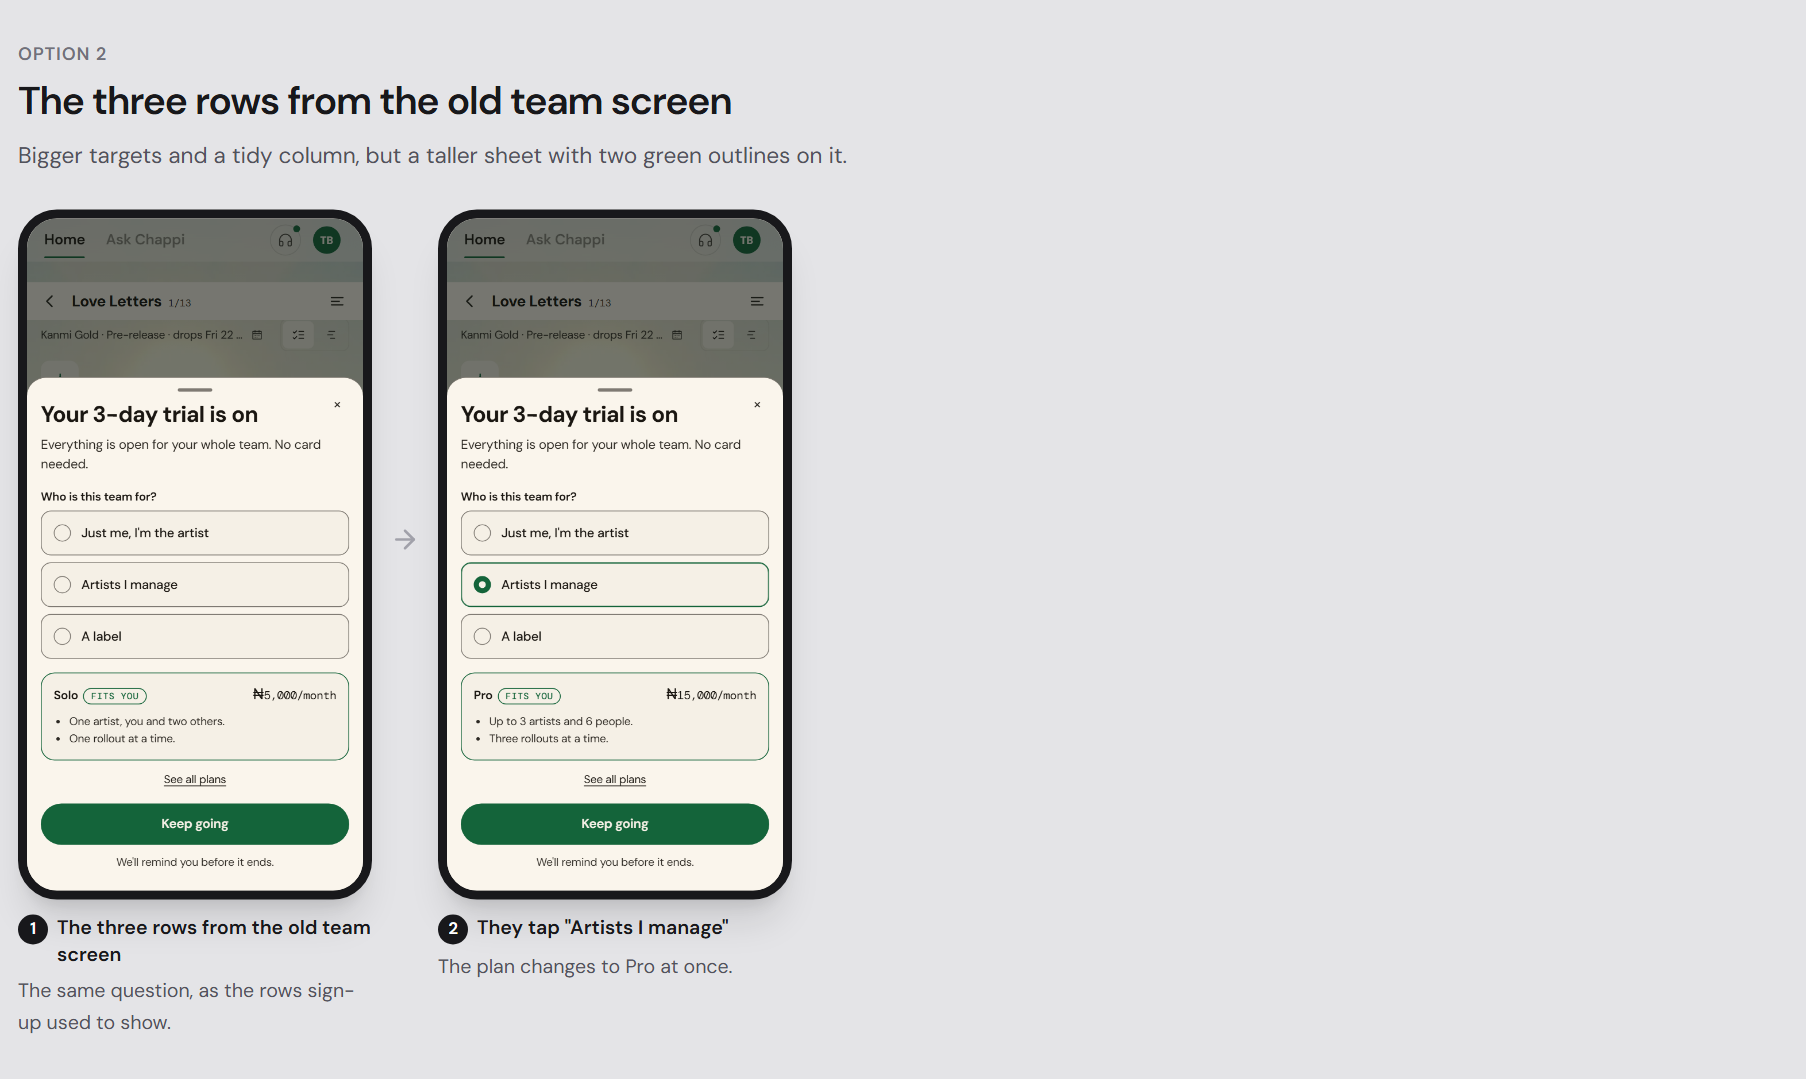 OPTION 2
The three rows from the old team screen
Bigger targets and a tidy column, but a taller sheet with two green outlines on it.
Home Ask Chappi TB
Love Letters 1/13
Kanmi Gold · Pre-release · drops Fri 22 ...
Your 3-day trial is on ×
Everything is open for your whole team. No card
needed.
Who is this team for?
Just me, I'm the artist
Artists I manage
A label
Solo FITS YOU ₦5,000/month
• One artist, you and two others.
• One rollout at a time.
See all plans
Keep going
We'll remind you before it ends.
1 The three rows from the old team
screen
The same question, as the rows sign-
up used to show.
Home Ask Chappi TB
Love Letters 1/13
Kanmi Gold · Pre-release · drops Fri 22 ...
Your 3-day trial is on ×
Everything is open for your whole team. No card
needed.
Who is this team for?
Just me, I'm the artist
Artists I manage
A label
Pro FITS YOU ₦15,000/month
• Up to 3 artists and 6 people.
• Three rollouts at a time.
See all plans
Keep going
We'll remind you before it ends.
2 They tap "Artists I manage"
The plan changes to Pro at once.